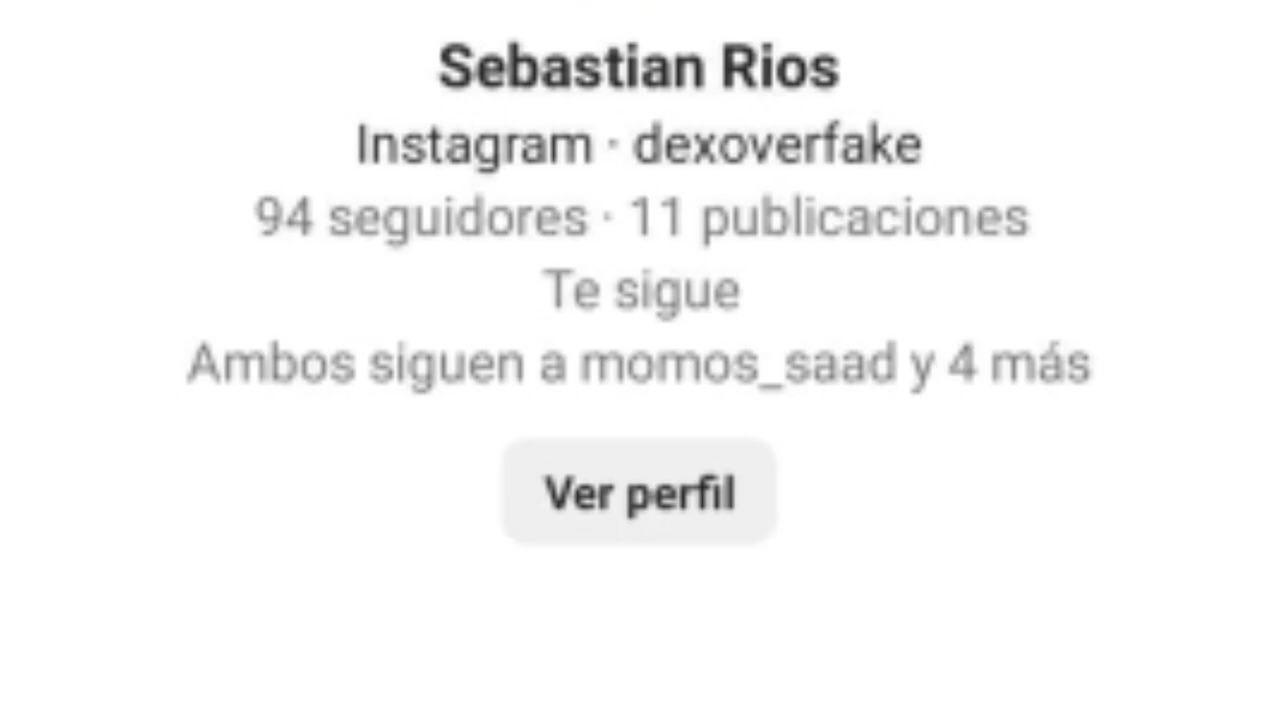 Sebastian Rios
Instagram · dexoverfake
94 seguidores · 11 publicaciones
Te sigue
Ambos siguen a momos_saad y 4 más
Ver perfil